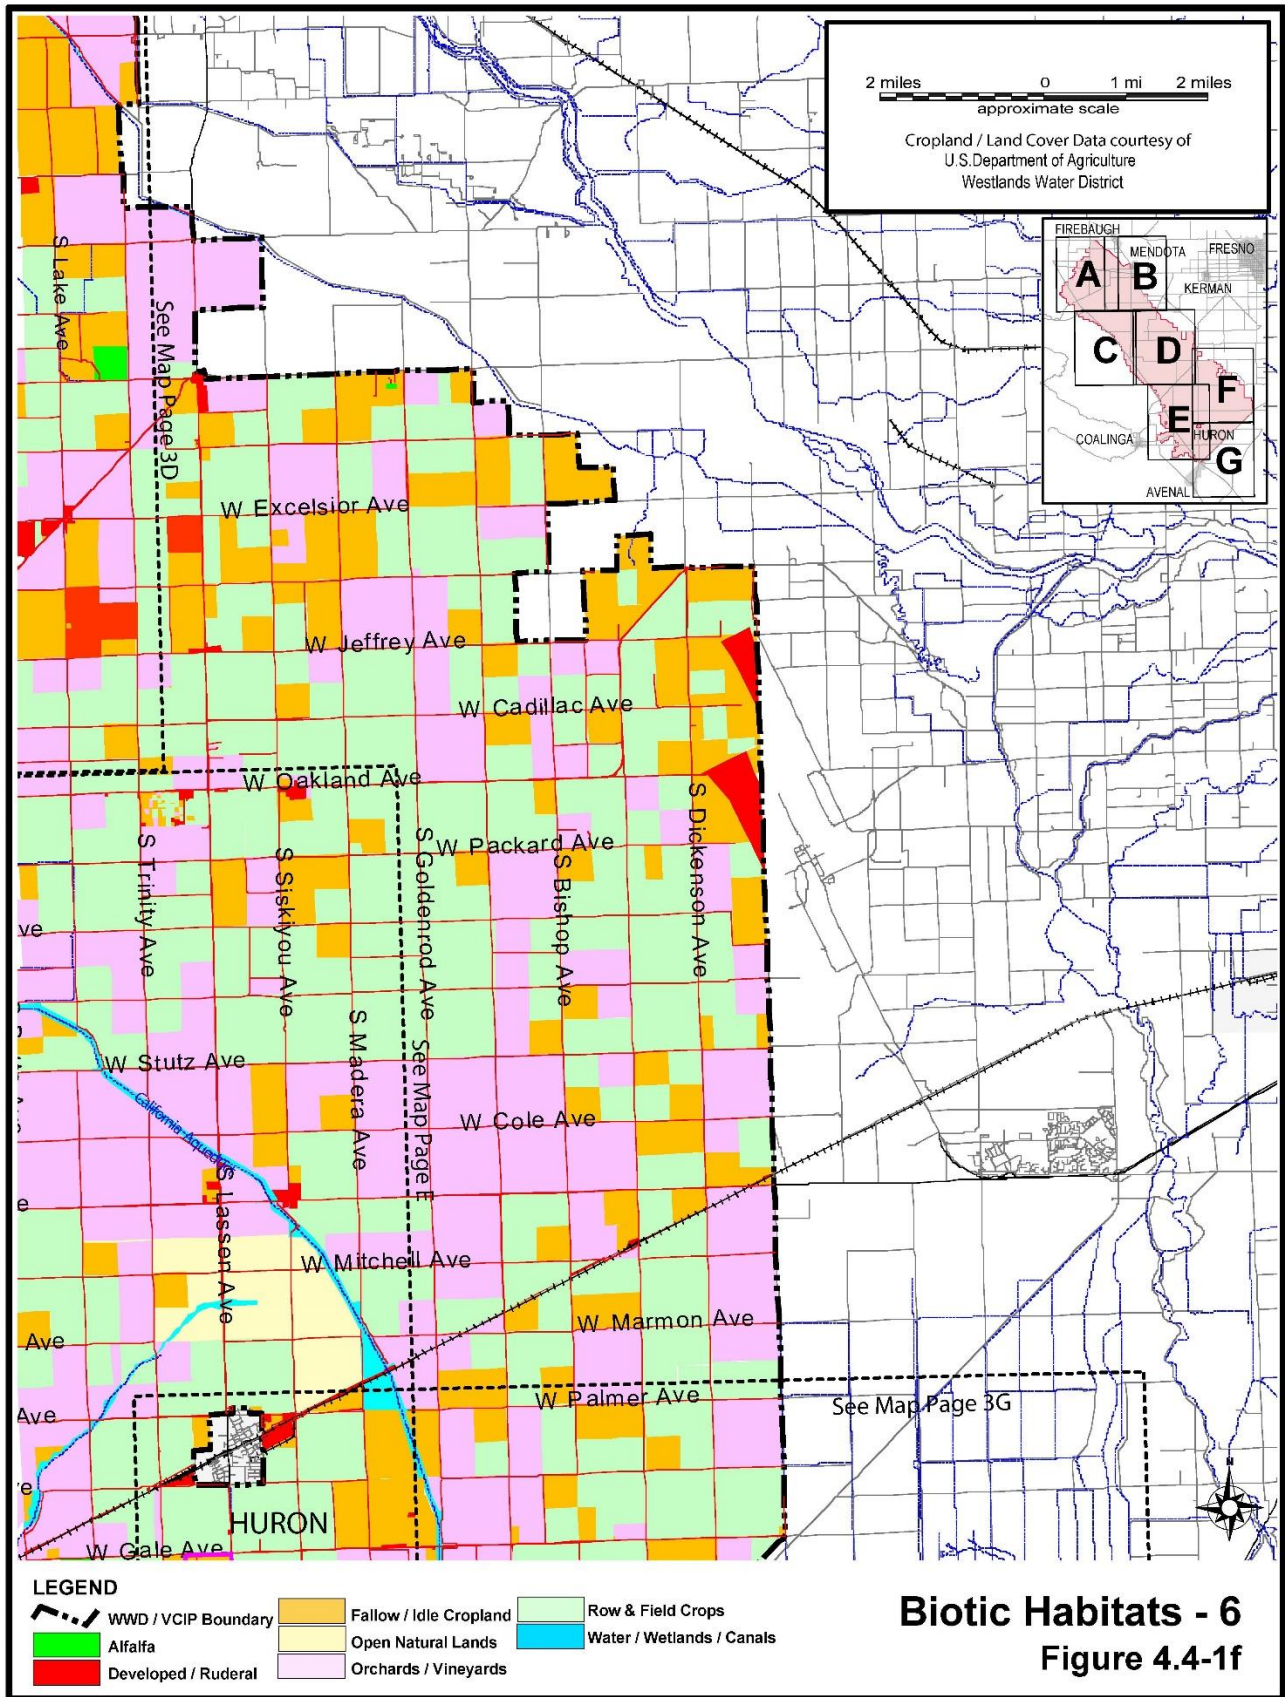 2 miles 0 1 mi 2 miles
approximate scale
Cropland / Land Cover Data courtesy of
U.S.Department of Agriculture
Westlands Water District
FIREBAUGH
MENDOTA
FRESNO
KERMAN
A
B
C
D
F
E
G
COALINGA
HURON
AVENAL
S Lake Ave
See Map Page 3D
W Excelsior Ave
W Jeffrey Ave
W Cadillac Ave
W Oakland Ave
S Trinity Ave
S Siskiyou Ave
S Goldenrod Ave
W Packard Ave
S Bishop Ave
S Dickenson Ave
ve
W Stutz Ave
S Madera Ave
See Map Page E
California Aqueduct
W Cole Ave
S Lassen Ave
e
W Mitchell Ave
W Marmon Ave
Ave
W Palmer Ave
See Map Page 3G
Ave
e
HURON
W Gale Ave
N
LEGEND
WWD / VCIP Boundary
Alfalfa
Developed / Ruderal
Fallow / Idle Cropland
Open Natural Lands
Orchards / Vineyards
Row & Field Crops
Water / Wetlands / Canals
Biotic Habitats - 6
Figure 4.4-1f